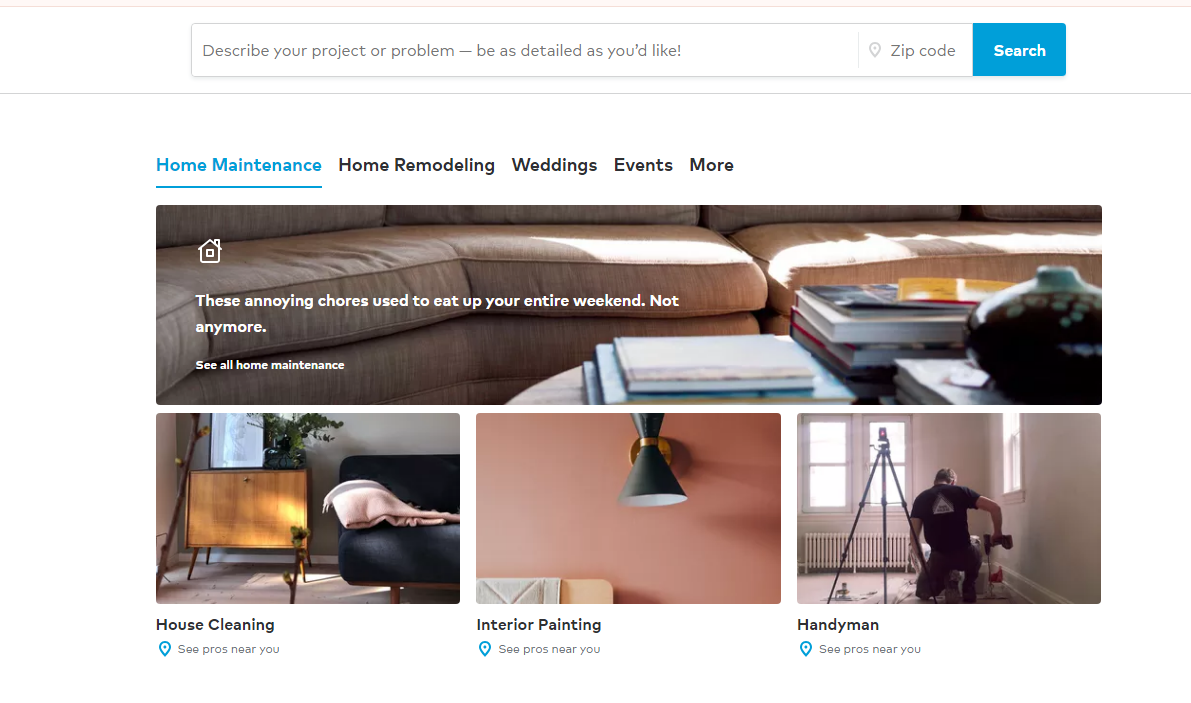 Describe your project or problem — be as detailed as you’d like!
Zip code
Search
Home Maintenance
Home Remodeling
Weddings
Events
More
These annoying chores used to eat up your entire weekend. Not
anymore.
See all home maintenance
House Cleaning
See pros near you
Interior Painting
See pros near you
Handyman
See pros near you